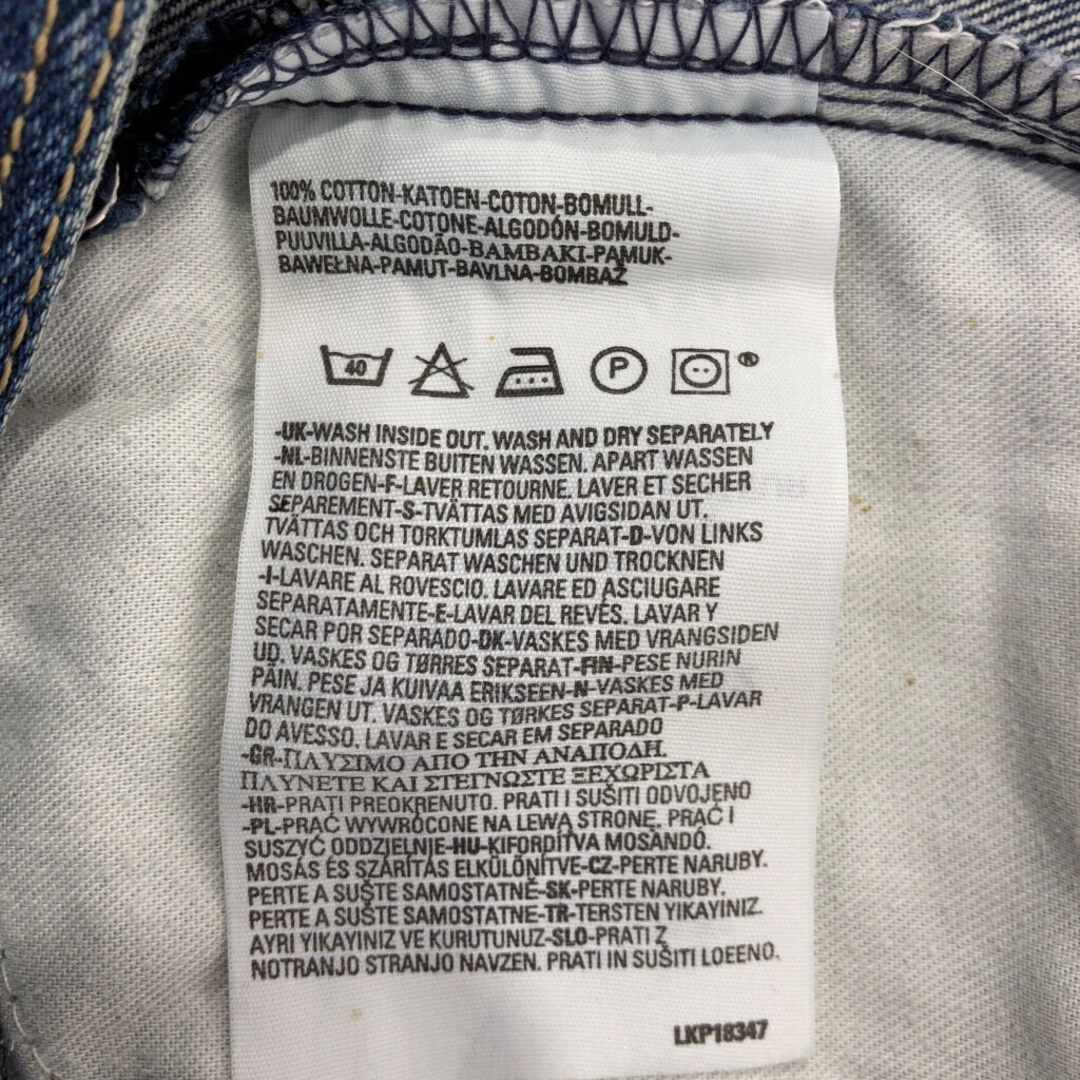 100% COTTON-KATOEN-COTON-BOMULL-
BAUMWOLLE-COTONE-ALGODÓN-BOMULD-
PUUVILLA-ALGODÃO-ΒΑΜΒΑΚΙ-PAMUK-
BAWEŁNA-PAMUT-BAVLNA-BOMBAŽ
40 P ®
-UK-WASH INSIDE OUT. WASH AND DRY SEPARATELY
-NL-BINNENSTE BUITEN WASSEN. APART WASSEN
EN DROGEN-F-LAVER RETOURNE. LAVER ET SECHER
SEPAREMENT-S-TVÄTTAS MED AVIGSIDAN UT.
TVÄTTAS OCH TORKTUMLAS SEPARAT-D-VON LINKS
WASCHEN. SEPARAT WASCHEN UND TROCKNEN
-I-LAVARE AL ROVESCIO. LAVARE ED ASCIUGARE
SEPARATAMENTE-E-LAVAR DEL REVÉS. LAVAR Y
SECAR POR SEPARADO-DK-VASKES MED VRANGSIDEN
UD. VASKES OG TØRRES SEPARAT-FIN-PESE NURIN
PÄIN. PESE JA KUIVAA ERIKSEEN-N-VASKES MED
VRANGEN UT. VASKES OG TØRKES SEPARAT-P-LAVAR
DO AVESSO. LAVAR E SECAR EM SEPARADO
-GR-ΠΛΥΣΙΜΟ ΑΠΟ ΤΗΝ ΑΝΑΠΟΔΗ.
ΠΛΥΝΕΤΕ ΚΑΙ ΣΤΕΓΝΩΣΤΕ ΞΕΧΩΡΙΣΤΑ
-HR-PRATI PREOKRENUTO. PRATI I SUŠITI ODVOJENO
-PL-PRAĆ WYWRÓCONE NA LEWĄ STRONĘ. PRAĆ I
SUSZYĆ ODDZIELNIE-HU-KIFORDÍTVA MOSANDÓ.
MOSÁS ÉS SZÁRÍTÁS ELKÜLÖNÍTVE-CZ-PERTE NARUBY.
PERTE A SUŠTE SAMOSTATNĚ-SK-PERTE NARUBY.
PERTE A SUŠTE SAMOSTATNE-TR-TERSTEN YIKAYINIZ.
AYRI YIKAYINIZ VE KURUTUNUZ-SLO-PRATI Z
NOTRANJO STRANJO NAVZEN. PRATI IN SUŠITI LOEENO.
LKP18347